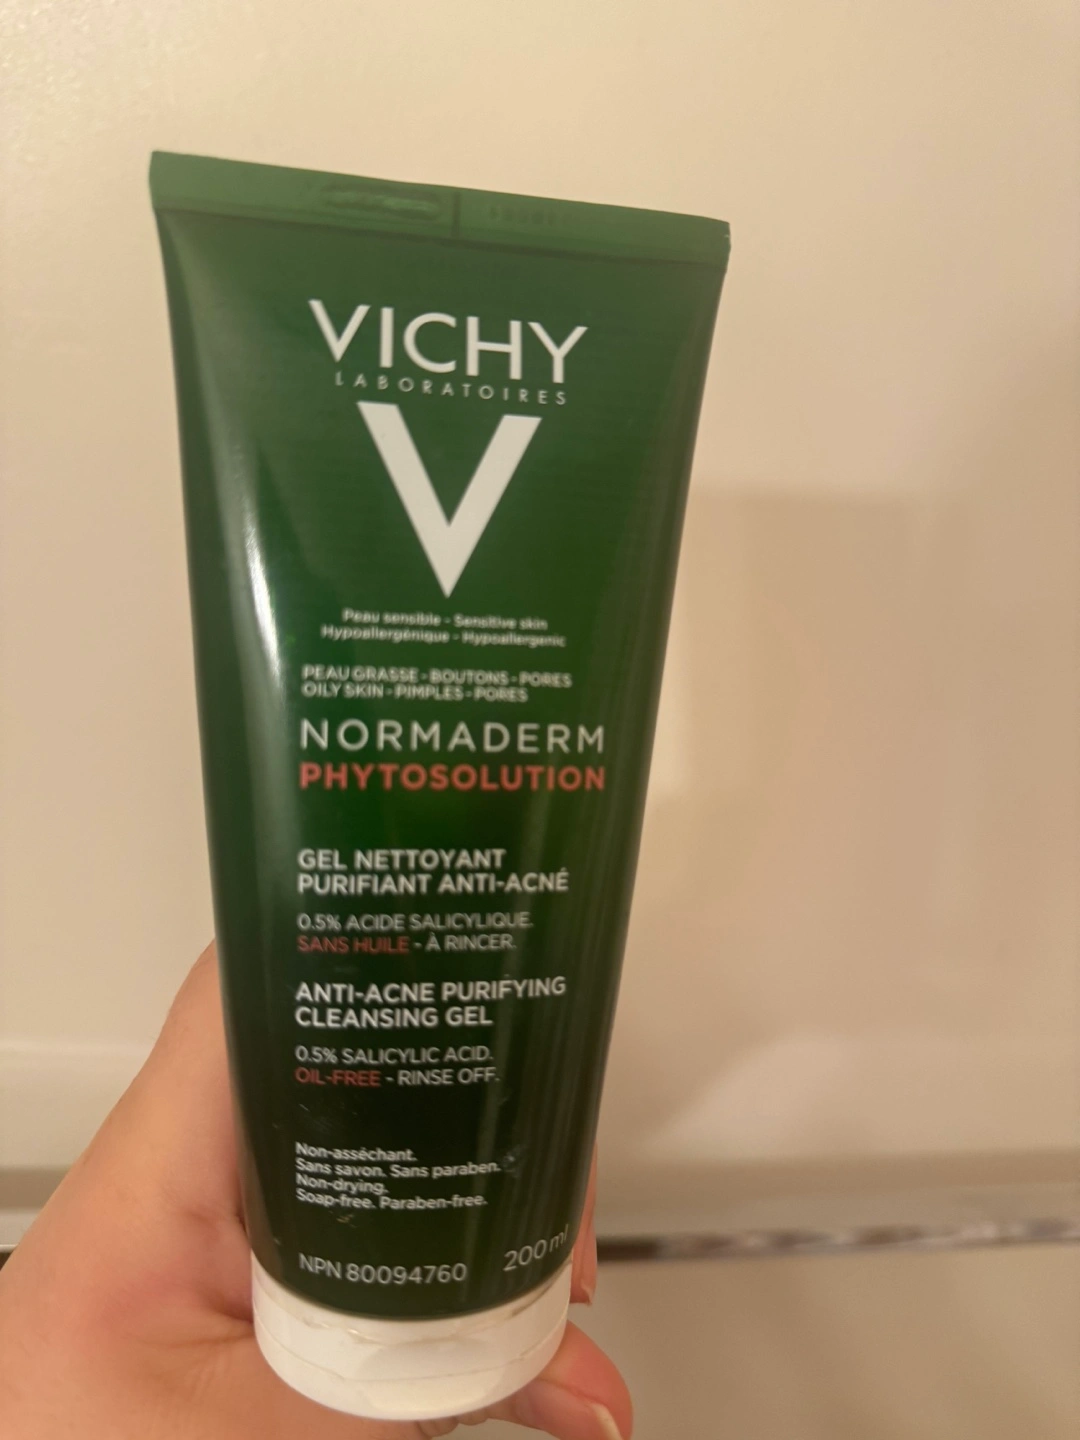 VICHY
LABORATOIRES
V
Peau sensible - Sensitive skin
Hypoallergénique - Hypoallergenic
PEAU GRASSE - BOUTONS - PORES
OILY SKIN - PIMPLES - PORES
NORMADERM
PHYTOSOLUTION
GEL NETTOYANT
PURIFIANT ANTI-ACNÉ
0.5% ACIDE SALICYLIQUE.
SANS HUILE - À RINCER.
ANTI-ACNE PURIFYING
CLEANSING GEL
0.5% SALICYLIC ACID.
OIL-FREE - RINSE OFF.
Non-asséchant.
Sans savon. Sans paraben.
Non-drying.
Soap-free. Paraben-free.
NPN 80094760 200 ml